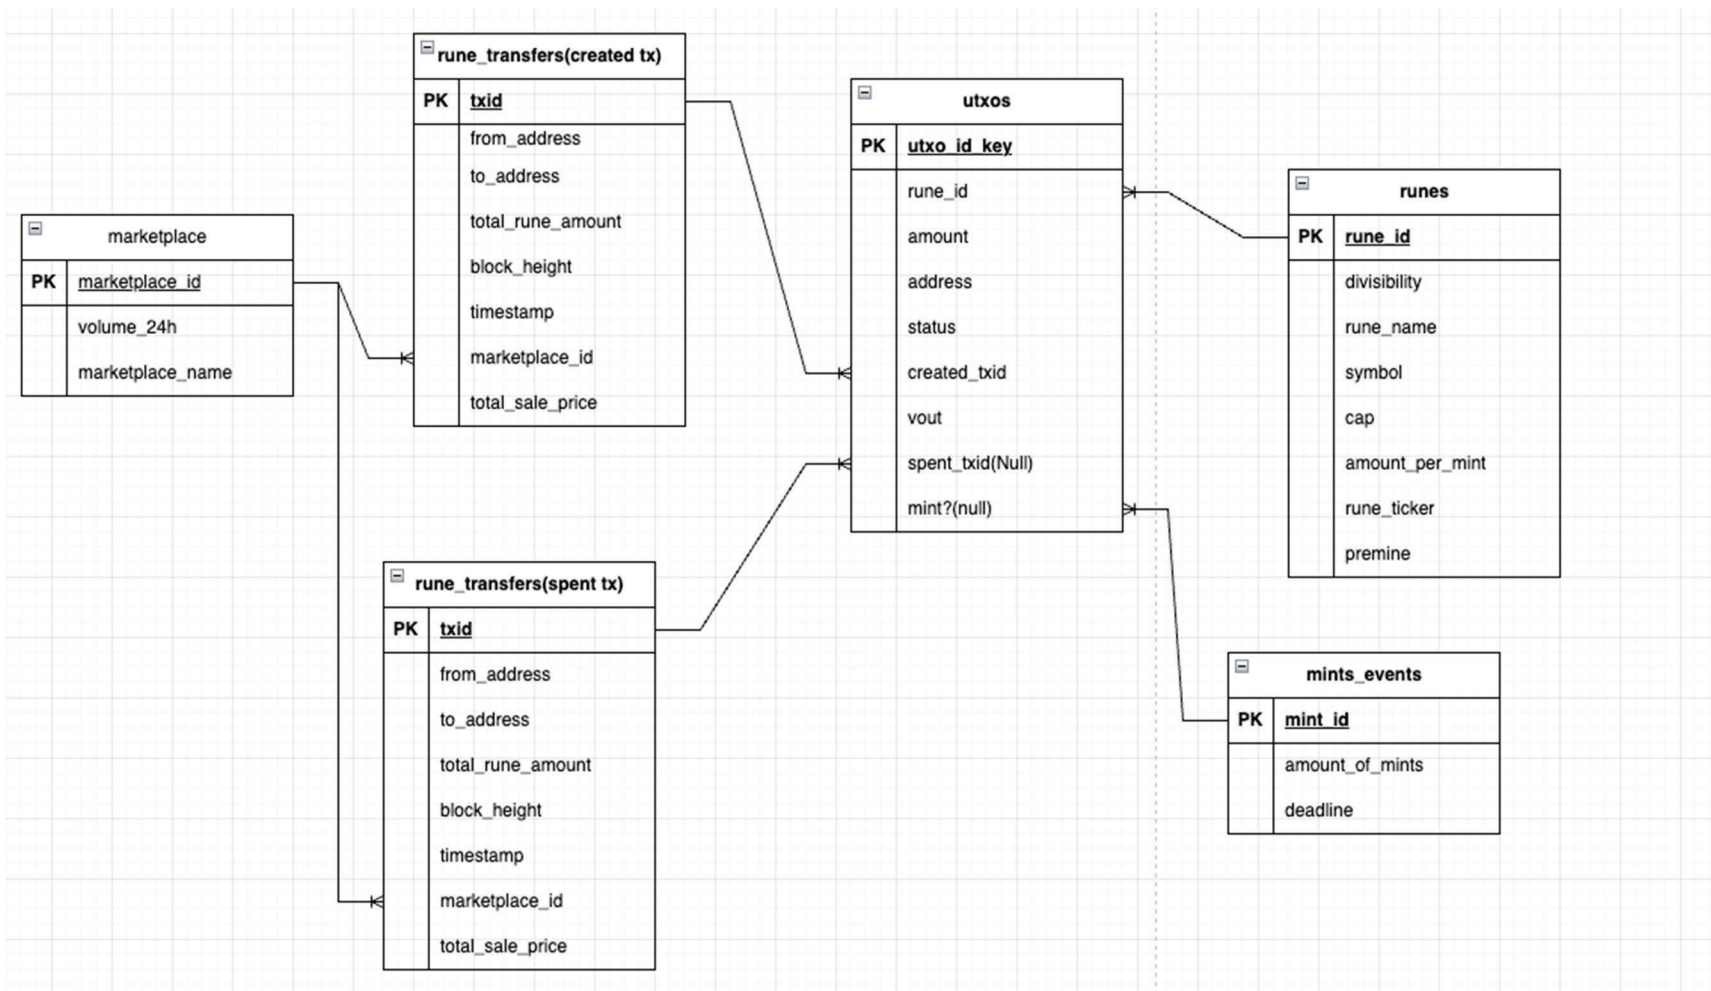 rune_transfers(created tx)
PK txid
from_address
to_address
total_rune_amount
block_height
timestamp
marketplace_id
total_sale_price
marketplace
PK marketplace_id
volume_24h
marketplace_name
utxos
PK utxo_id_key
rune_id
amount
address
status
created_txid
vout
spent_txid(Null)
mint?(null)
runes
PK rune_id
divisibility
rune_name
symbol
cap
amount_per_mint
rune_ticker
premine
rune_transfers(spent tx)
PK txid
from_address
to_address
total_rune_amount
block_height
timestamp
marketplace_id
total_sale_price
mints_events
PK mint_id
amount_of_mints
deadline